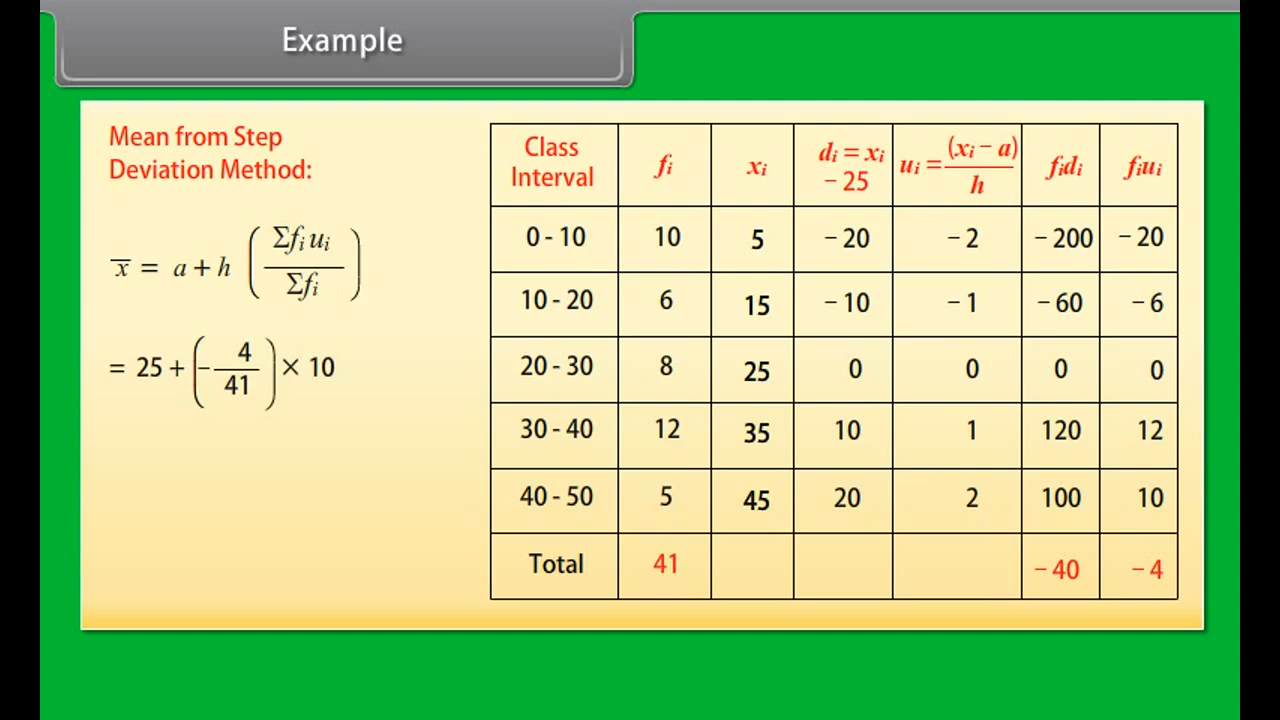 Example
Mean from Step
Deviation Method:
x̅ = a + h ( Σfᵢ uᵢ / Σfᵢ )
= 25 + ( − 4 / 41 ) × 10
Class Interval | fᵢ | xᵢ | dᵢ = xᵢ − 25 | uᵢ = (xᵢ − a) / h | fᵢdᵢ | fᵢuᵢ
0 - 10 | 10 | 5 | − 20 | − 2 | − 200 | − 20
10 - 20 | 6 | 15 | − 10 | − 1 | − 60 | − 6
20 - 30 | 8 | 25 | 0 | 0 | 0 | 0
30 - 40 | 12 | 35 | 10 | 1 | 120 | 12
40 - 50 | 5 | 45 | 20 | 2 | 100 | 10
Total | 41 | | | | − 40 | − 4